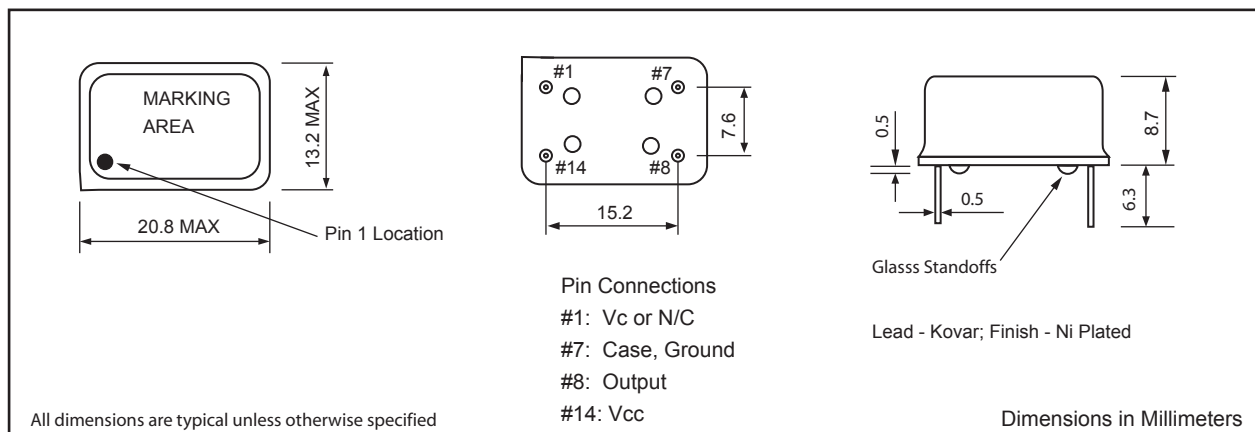 MARKING
AREA
13.2 MAX
20.8 MAX
Pin 1 Location
#1
#7
7.6
#14
#8
15.2
Pin Connections
#1: Vc or N/C
#7: Case, Ground
#8: Output
#14: Vcc
0.5
8.7
0.5
6.3
Glasss Standoffs
Lead - Kovar; Finish - Ni Plated
All dimensions are typical unless otherwise specified
Dimensions in Millimeters